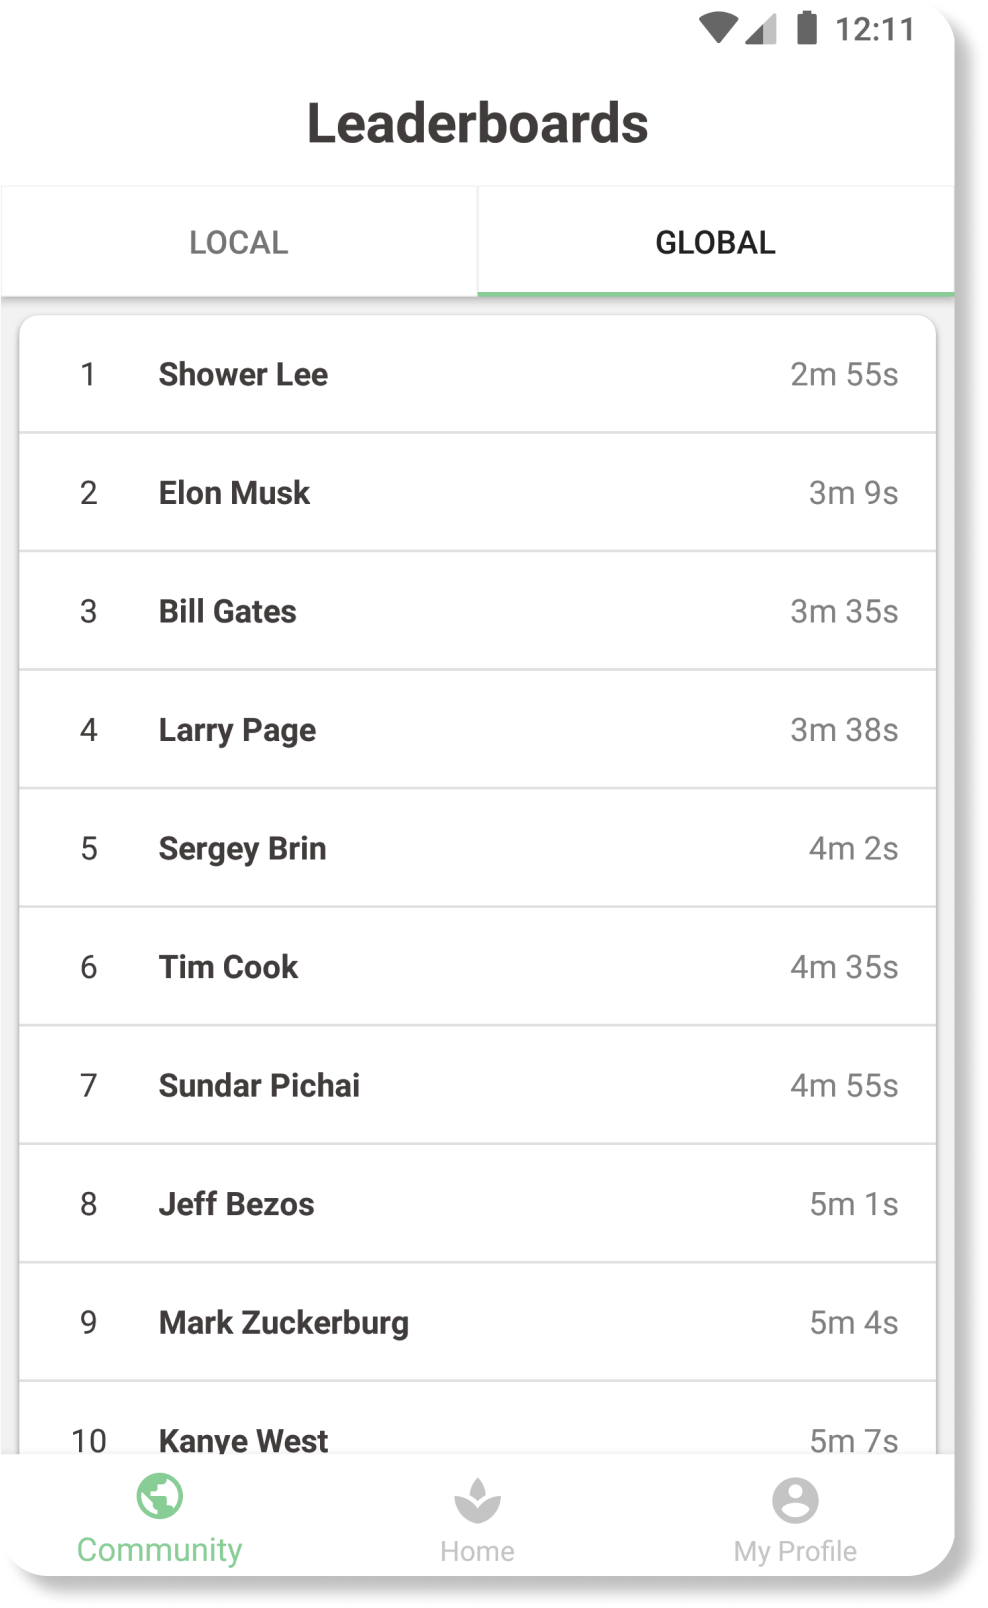 12:11
Leaderboards
LOCAL GLOBAL
1 Shower Lee 2m 55s
2 Elon Musk 3m 9s
3 Bill Gates 3m 35s
4 Larry Page 3m 38s
5 Sergey Brin 4m 2s
6 Tim Cook 4m 35s
7 Sundar Pichai 4m 55s
8 Jeff Bezos 5m 1s
9 Mark Zuckerburg 5m 4s
10 Kanye West 5m 7s
Community Home My Profile